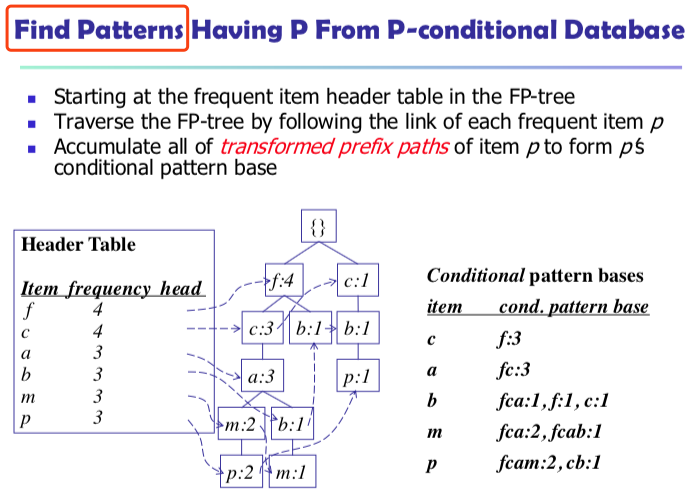 Find Patterns Having P From P-conditional Database
Starting at the frequent item header table in the FP-tree
Traverse the FP-tree by following the link of each frequent item p
Accumulate all of transformed prefix paths of item p to form p's
conditional pattern base
Header Table
Item frequency head
f 4
c 4
a 3
b 3
m 3
p 3
{}
f:4 c:1
c:3 b:1 b:1
a:3 p:1
m:2 b:1
p:2 m:1
Conditional pattern bases
item cond. pattern base
c f:3
a fc:3
b fca:1, f:1, c:1
m fca:2, fcab:1
p fcam:2, cb:1